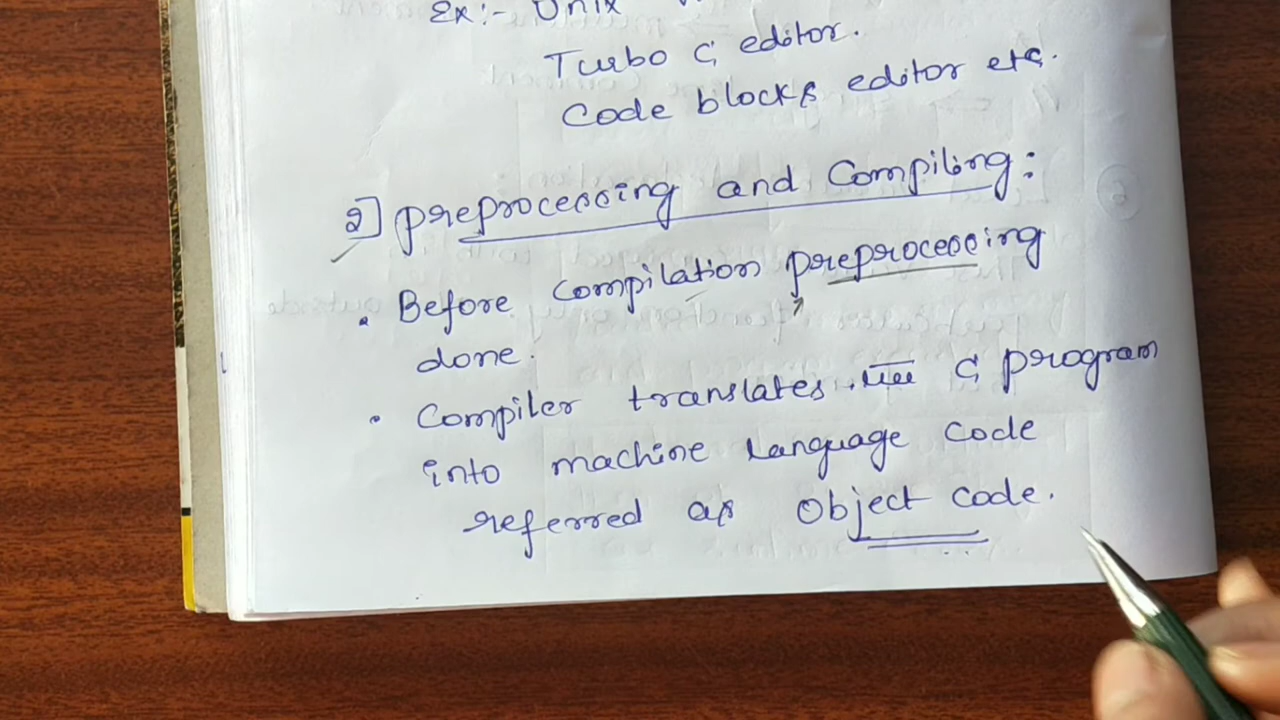 Ex:- Unix
Turbo C editor.
Code blocks editor etc.
2] preprocessing and Compiling:
• Before Compilation preprocessing
done.
• Compiler translates C program
into machine language code
referred as Object code.